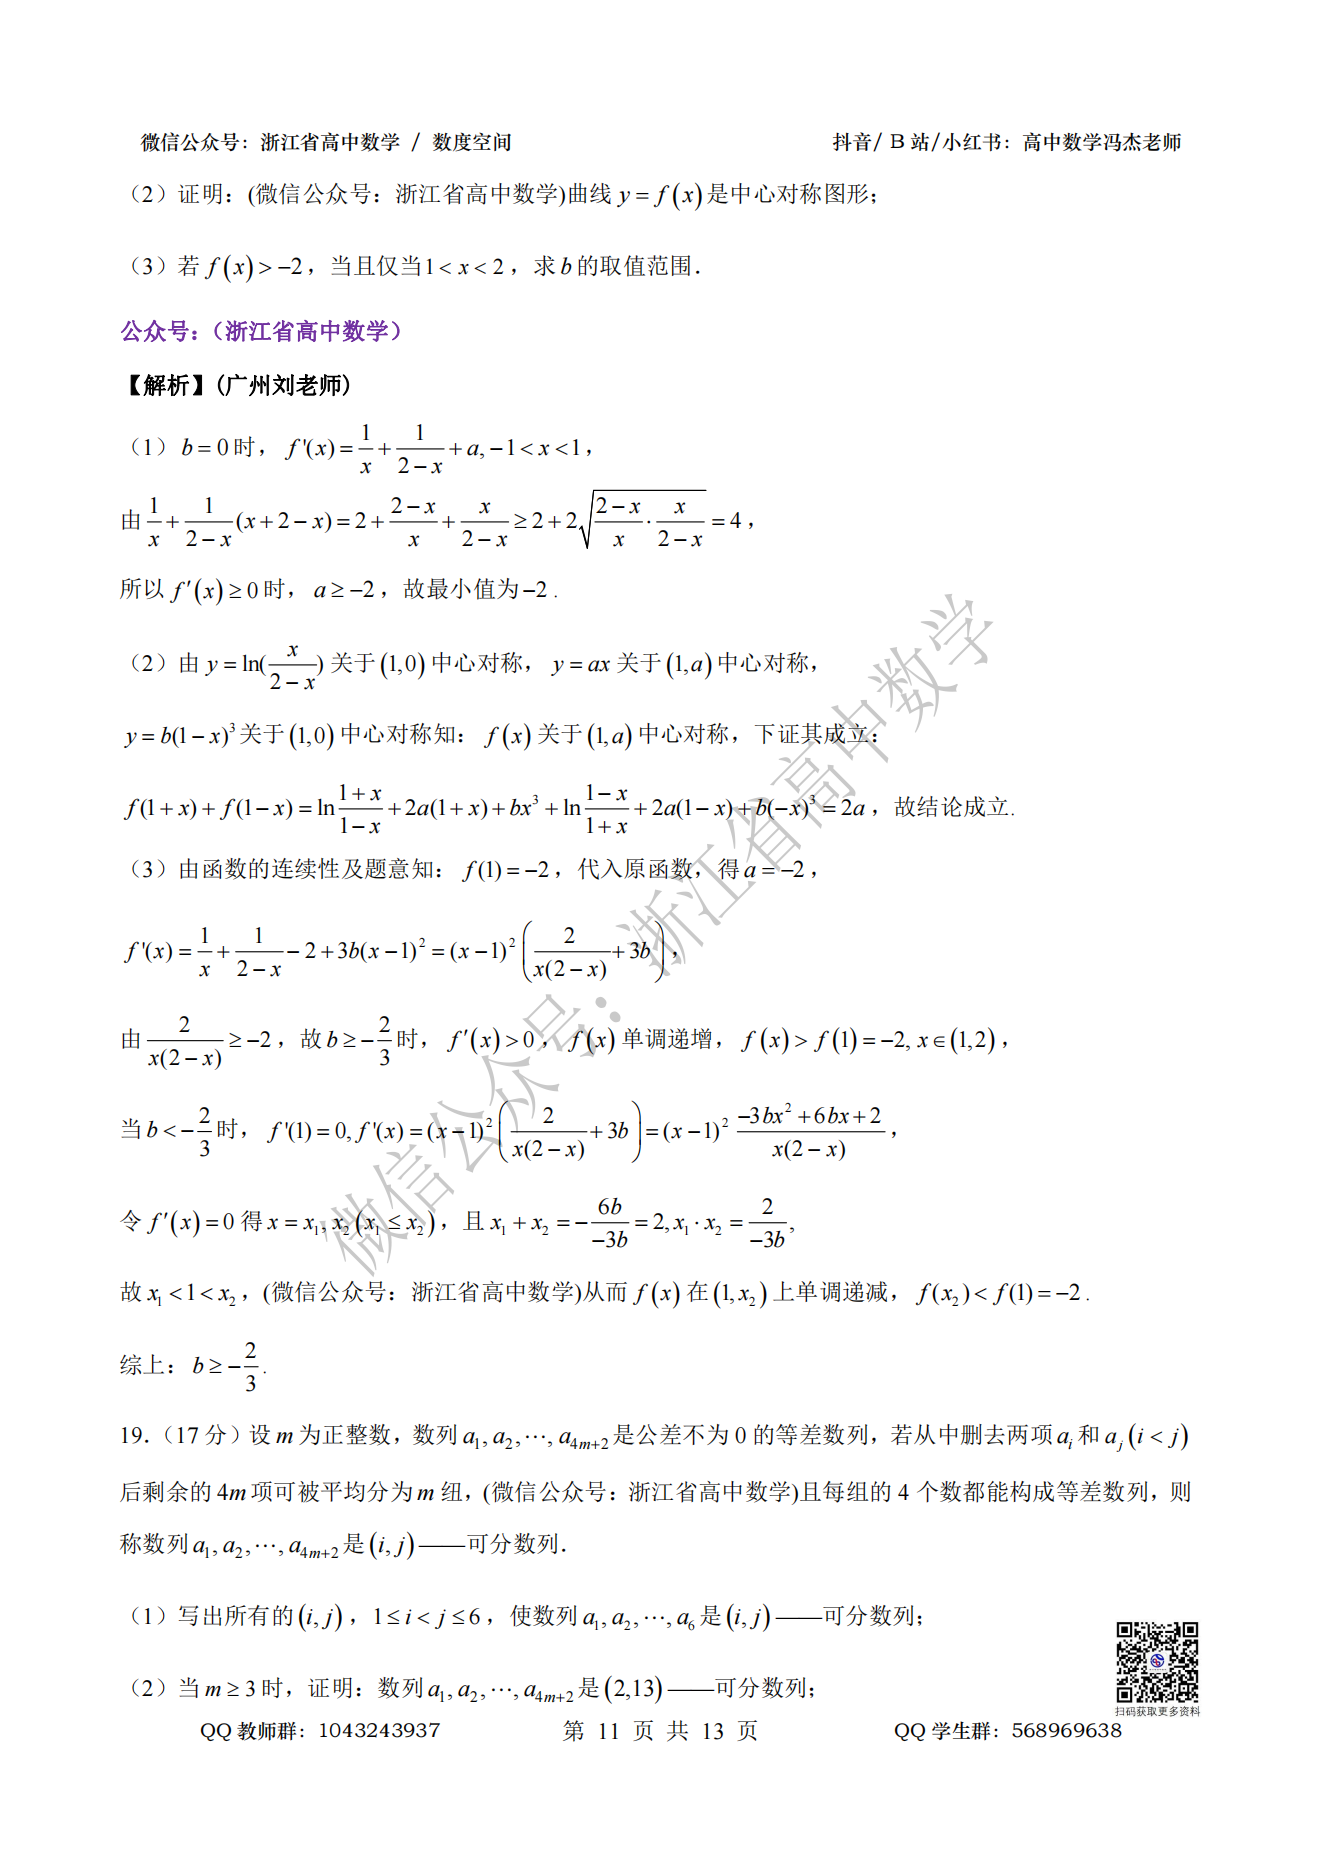 微信公众号：浙江省高中数学 / 数度空间 抖音/ B 站/小红书：高中数学冯杰老师
（2）证明：(微信公众号：浙江省高中数学)曲线 y = f(x) 是中心对称图形；
（3）若 f(x) > −2，当且仅当1 < x < 2，求 b 的取值范围．
公众号：（浙江省高中数学）
【解析】(广州刘老师)
（1）b = 0时，f'(x) = 1/x + 1/(2−x) + a, −1 < x < 1，
由 1/x + 1/(2−x) (x + 2 − x) = 2 + (2−x)/x + x/(2−x) ≥ 2 + 2√((2−x)/x · x/(2−x)) = 4，
所以 f′(x) ≥ 0时，a ≥ −2，故最小值为−2 .
（2）由 y = ln(x/(2−x)) 关于(1,0)中心对称，y = ax 关于(1,a)中心对称，
y = b(1−x)³关于(1,0)中心对称知：f(x)关于(1,a)中心对称，下证其成立：
f(1+x) + f(1−x) = ln (1+x)/(1−x) + 2a(1+x) + bx³ + ln (1−x)/(1+x) + 2a(1−x) + b(−x)³ = 2a，故结论成立.
（3）由函数的连续性及题意知：f(1) = −2，代入原函数，得a = −2，
f'(x) = 1/x + 1/(2−x) − 2 + 3b(x−1)² = (x−1)² (2/(x(2−x)) + 3b)，
由 2/(x(2−x)) ≥ −2，故b ≥ −2/3时，f′(x) > 0，f(x)单调递增，f(x) > f(1) = −2, x∈(1,2)，
当b < −2/3时，f'(1) = 0, f'(x) = (x−1)² (2/(x(2−x)) + 3b) = (x−1)² (−3bx² + 6bx + 2)/(x(2−x))，
令 f′(x) = 0得x = x₁, x₂(x₁ ≤ x₂)，且 x₁ + x₂ = −6b/(−3b) = 2, x₁·x₂ = 2/(−3b),
故 x₁ < 1 < x₂，(微信公众号：浙江省高中数学)从而 f(x)在(1, x₂)上单调递减，f(x₂) < f(1) = −2 .
综上：b ≥ −2/3 .
19.（17 分）设 m 为正整数，数列 a₁, a₂, ⋯, a₄ₘ₊₂是公差不为 0 的等差数列，若从中删去两项 aᵢ 和 aⱼ (i < j)
后剩余的 4m 项可被平均分为 m 纽，(微信公众号：浙江省高中数学)且每组的 4 个数都能构成等差数列，则
称数列 a₁, a₂, ⋯, a₄ₘ₊₂是(i, j)——可分数列．
（1）写出所有的(i, j)，1 ≤ i < j ≤ 6，使数列 a₁, a₂, ⋯, a₆是(i, j)——可分数列；
（2）当 m ≥ 3时，证明：数列 a₁, a₂, ⋯, a₄ₘ₊₂是(2,13)——可分数列；
扫码获取更多资料
QQ 教师群：1043243937 第 11 页 共 13 页 QQ 学生群：568969638
微信公众号：浙江省高中数学